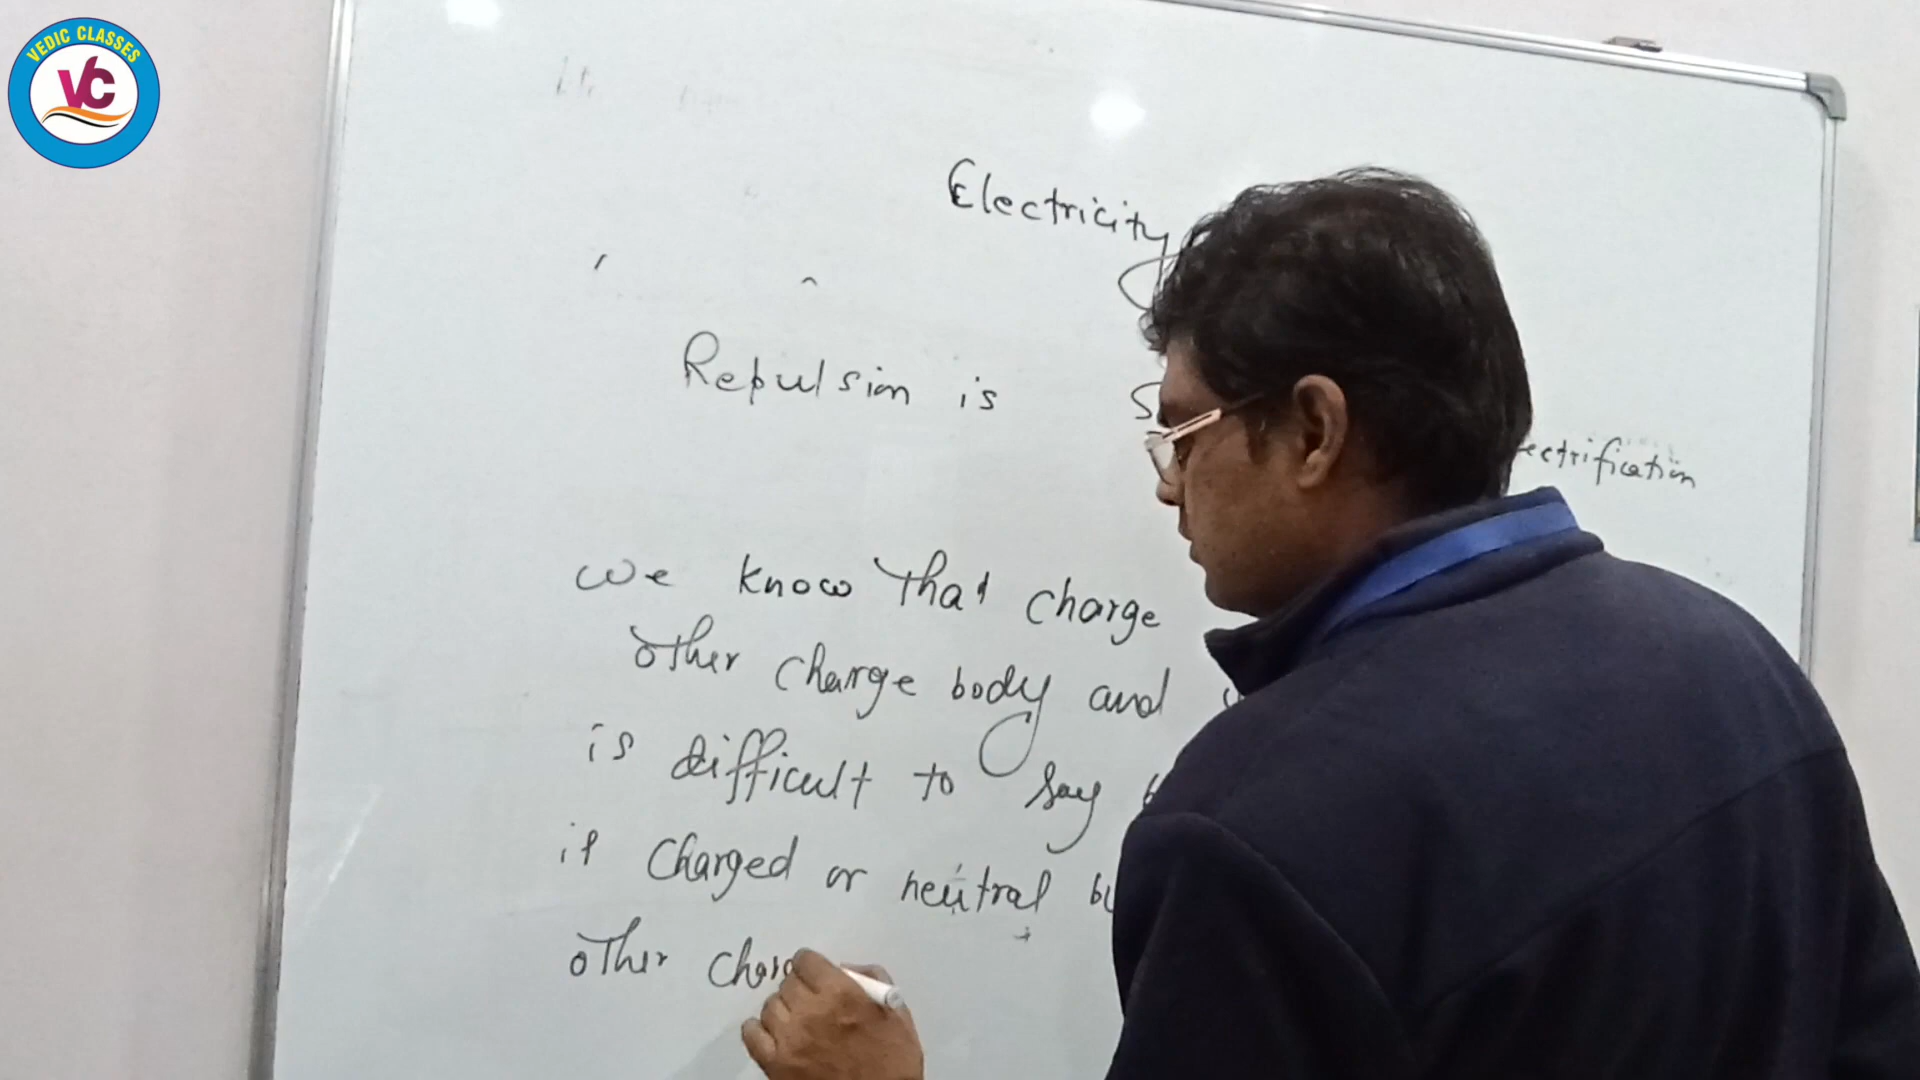 VEDIC CLASSES
VC
Electricity
Repulsion is
ectrification
we know that charge
other charge body and
is difficult to say
if charged or neutral
other